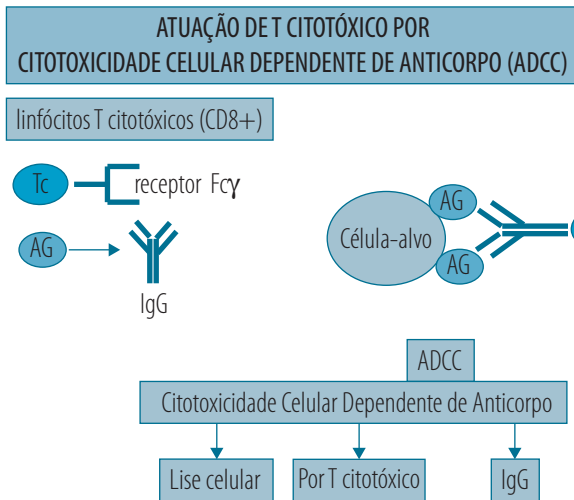 ATUAÇÃO DE T CITOTÓXICO POR
CITOTOXICIDADE CELULAR DEPENDENTE DE ANTICORPO (ADCC)
linfócitos T citotóxicos (CD8+)
Tc
receptor Fcγ
AG
IgG
Célula-alvo
AG
AG
ADCC
Citotoxicidade Celular Dependente de Anticorpo
Lise celular
Por T citotóxico
IgG